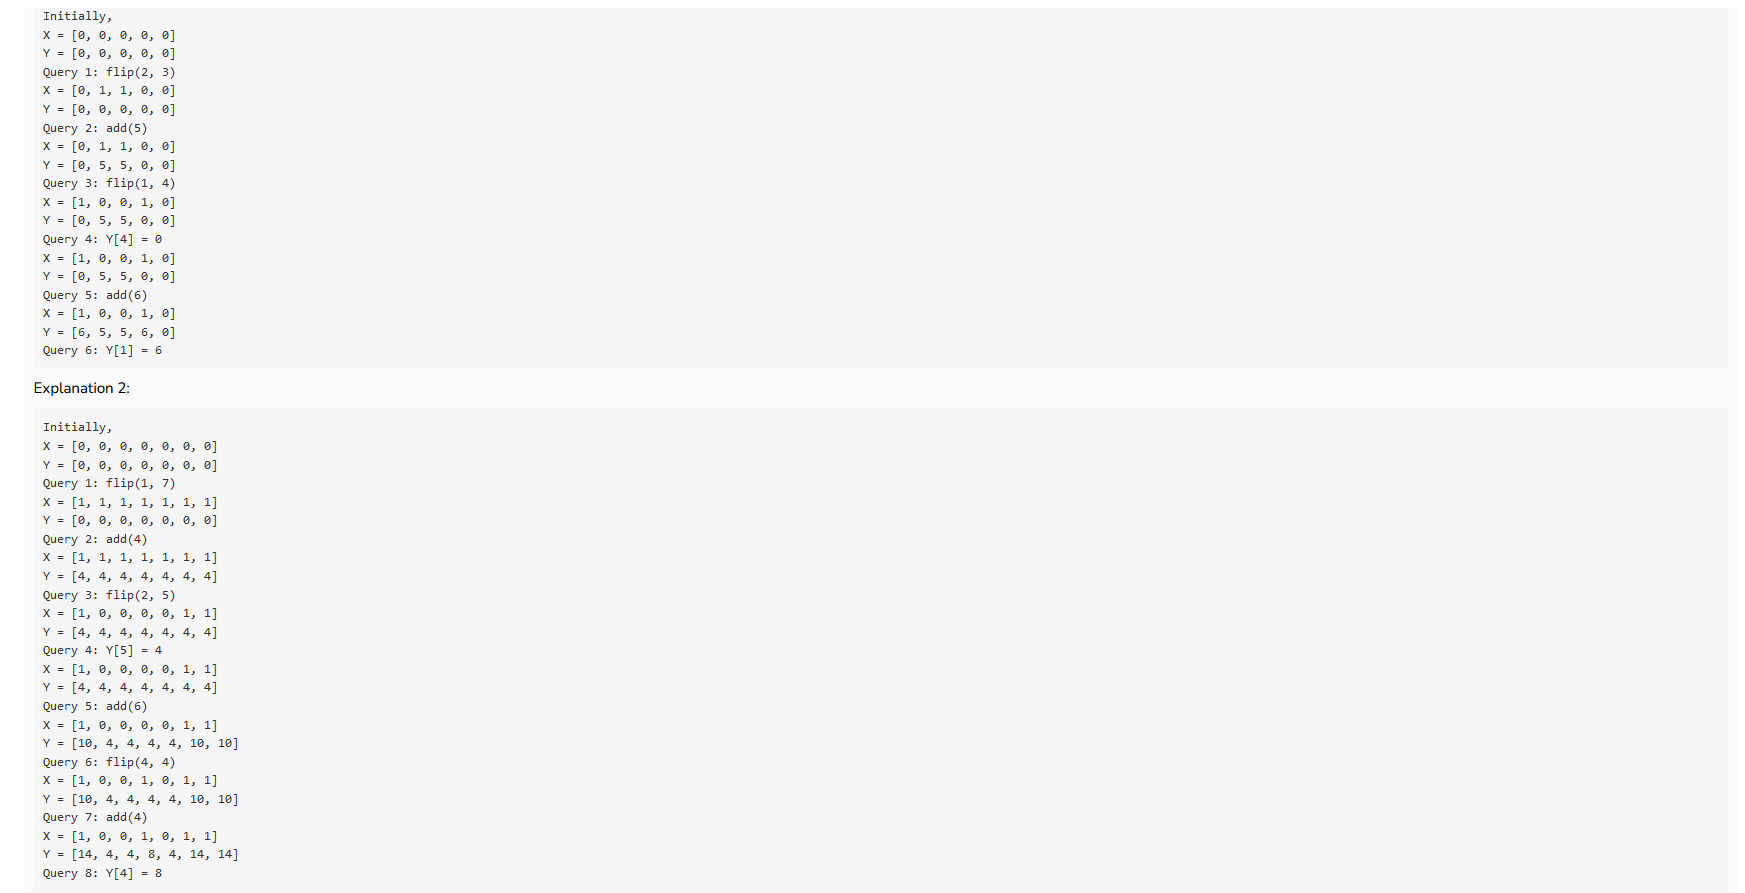 Initially,
X = [0, 0, 0, 0, 0]
Y = [0, 0, 0, 0, 0]
Query 1: flip(2, 3)
X = [0, 1, 1, 0, 0]
Y = [0, 0, 0, 0, 0]
Query 2: add(5)
X = [0, 1, 1, 0, 0]
Y = [0, 5, 5, 0, 0]
Query 3: flip(1, 4)
X = [1, 0, 0, 1, 0]
Y = [0, 5, 5, 0, 0]
Query 4: Y[4] = 0
X = [1, 0, 0, 1, 0]
Y = [0, 5, 5, 0, 0]
Query 5: add(6)
X = [1, 0, 0, 1, 0]
Y = [6, 5, 5, 6, 0]
Query 6: Y[1] = 6
Explanation 2:
Initially,
X = [0, 0, 0, 0, 0, 0, 0]
Y = [0, 0, 0, 0, 0, 0, 0]
Query 1: flip(1, 7)
X = [1, 1, 1, 1, 1, 1, 1]
Y = [0, 0, 0, 0, 0, 0, 0]
Query 2: add(4)
X = [1, 1, 1, 1, 1, 1, 1]
Y = [4, 4, 4, 4, 4, 4, 4]
Query 3: flip(2, 5)
X = [1, 0, 0, 0, 0, 1, 1]
Y = [4, 4, 4, 4, 4, 4, 4]
Query 4: Y[5] = 4
X = [1, 0, 0, 0, 0, 1, 1]
Y = [4, 4, 4, 4, 4, 4, 4]
Query 5: add(6)
X = [1, 0, 0, 0, 0, 1, 1]
Y = [10, 4, 4, 4, 4, 10, 10]
Query 6: flip(4, 4)
X = [1, 0, 0, 1, 0, 1, 1]
Y = [10, 4, 4, 4, 4, 10, 10]
Query 7: add(4)
X = [1, 0, 0, 1, 0, 1, 1]
Y = [14, 4, 4, 8, 4, 14, 14]
Query 8: Y[4] = 8